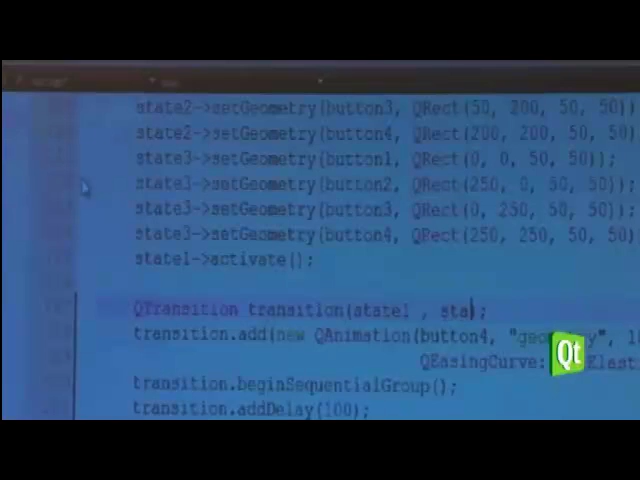 state2->setGeometry(button3, QRect(50, 200, 50, 50))
state2->setGeometry(button4, QRect(200, 200, 50, 50)
state3->setGeometry(button1, QRect(0, 0, 50, 50));
state3->setGeometry(button2, QRect(250, 0, 50, 50);
state3->setGeometry(button3, QRect(0, 250, 50, 50);
state3->setGeometry(button4, QRect(250, 250, 50, 50)
state1->activate();
QTransition transition(state1 , sta);
transition.add(new QAnimation(button4, "geometry", 1
QEasingCurve: Elasti
Qt
transition.beginSequentialGroup();
transition.addDelay(100);